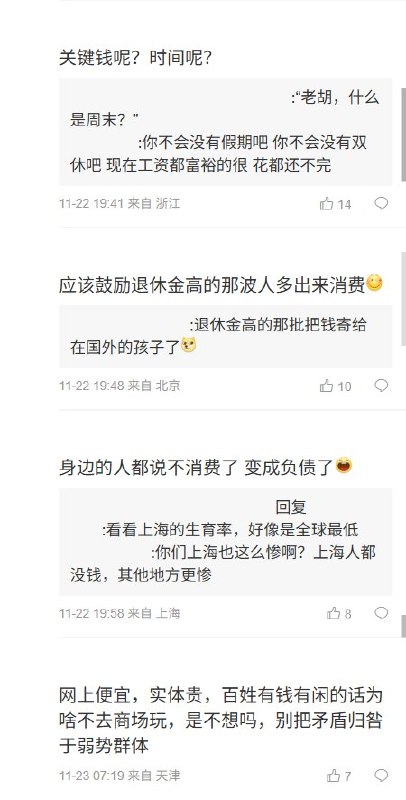 关键钱呢？时间呢？
:“老胡，什么
是周末？”
:你不会没有假期吧 你不会没有双
休吧 现在工资都富裕的很 花都还不完
11-22 19:41 来自 浙江
14
应该鼓励退休金高的那波人多出来消费
:退休金高的那批把钱寄给
在国外的孩子了
11-22 19:48 来自 北京
10
身边的人都说不消费了 变成负债了
回复
:看看上海的生育率，好像是全球最低
:你们上海也这么惨啊？上海人都
没钱，其他地方更惨
11-22 19:58 来自 上海
8
网上便宜，实体贵，百姓有钱有闲的话为
啥不去商场玩，是不想吗，别把矛盾归咎
于弱势群体
11-23 07:19 来自 天津
7